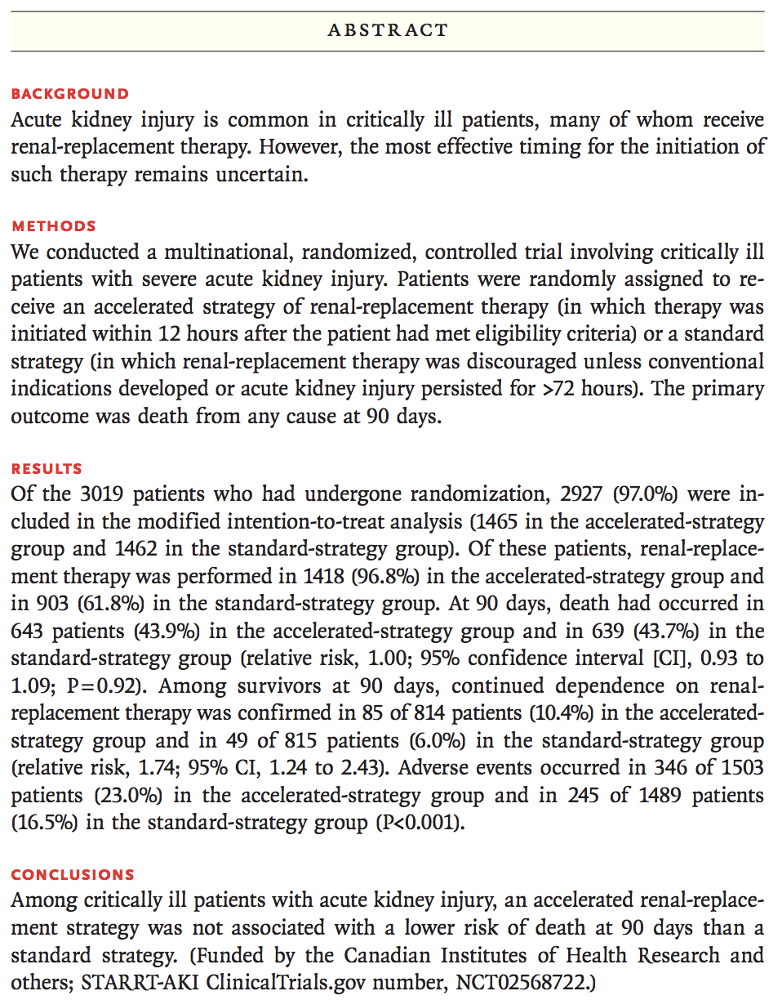 ABSTRACT
BACKGROUND
Acute kidney injury is common in critically ill patients, many of whom receive
renal-replacement therapy. However, the most effective timing for the initiation of
such therapy remains uncertain.
METHODS
We conducted a multinational, randomized, controlled trial involving critically ill
patients with severe acute kidney injury. Patients were randomly assigned to re-
ceive an accelerated strategy of renal-replacement therapy (in which therapy was
initiated within 12 hours after the patient had met eligibility criteria) or a standard
strategy (in which renal-replacement therapy was discouraged unless conventional
indications developed or acute kidney injury persisted for >72 hours). The primary
outcome was death from any cause at 90 days.
RESULTS
Of the 3019 patients who had undergone randomization, 2927 (97.0%) were in-
cluded in the modified intention-to-treat analysis (1465 in the accelerated-strategy
group and 1462 in the standard-strategy group). Of these patients, renal-replace-
ment therapy was performed in 1418 (96.8%) in the accelerated-strategy group and
in 903 (61.8%) in the standard-strategy group. At 90 days, death had occurred in
643 patients (43.9%) in the accelerated-strategy group and in 639 (43.7%) in the
standard-strategy group (relative risk, 1.00; 95% confidence interval [CI], 0.93 to
1.09; P=0.92). Among survivors at 90 days, continued dependence on renal-
replacement therapy was confirmed in 85 of 814 patients (10.4%) in the accelerated-
strategy group and in 49 of 815 patients (6.0%) in the standard-strategy group
(relative risk, 1.74; 95% CI, 1.24 to 2.43). Adverse events occurred in 346 of 1503
patients (23.0%) in the accelerated-strategy group and in 245 of 1489 patients
(16.5%) in the standard-strategy group (P<0.001).
CONCLUSIONS
Among critically ill patients with acute kidney injury, an accelerated renal-replace-
ment strategy was not associated with a lower risk of death at 90 days than a
standard strategy. (Funded by the Canadian Institutes of Health Research and
others; STARRT-AKI ClinicalTrials.gov number, NCT02568722.)